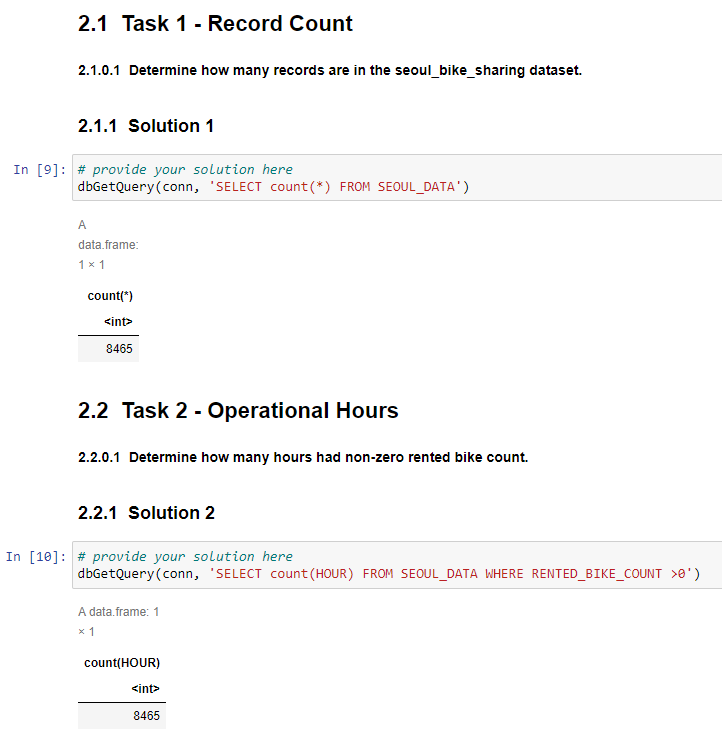 2.1 Task 1 - Record Count
2.1.0.1 Determine how many records are in the seoul_bike_sharing dataset.
2.1.1 Solution 1
In [9]: # provide your solution here
dbGetQuery(conn, 'SELECT count(*) FROM SEOUL_DATA')
A
data.frame:
1 × 1
count(*)
<int>
8465
2.2 Task 2 - Operational Hours
2.2.0.1 Determine how many hours had non-zero rented bike count.
2.2.1 Solution 2
In [10]: # provide your solution here
dbGetQuery(conn, 'SELECT count(HOUR) FROM SEOUL_DATA WHERE RENTED_BIKE_COUNT >0')
A data.frame: 1
× 1
count(HOUR)
<int>
8465